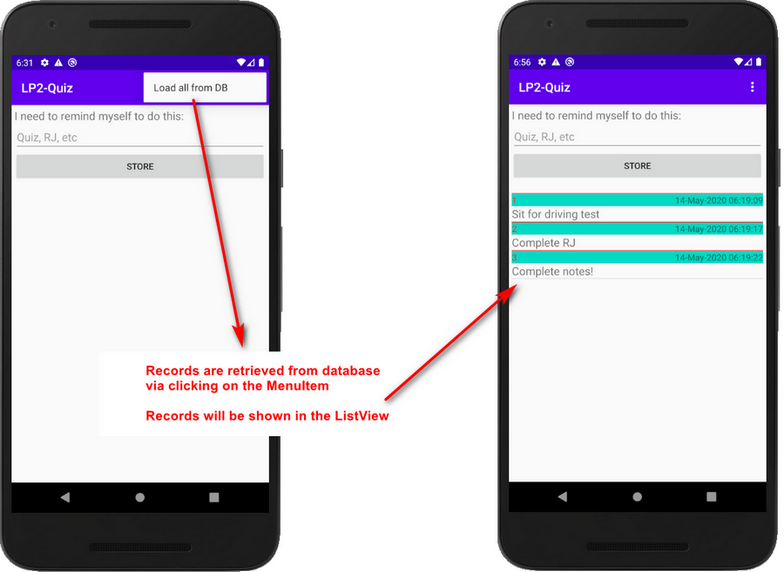 6:31
LP2-Quiz
Load all from DB
I need to remind myself to do this:
Quiz, RJ, etc
STORE
Records are retrieved from database
via clicking on the MenuItem
Records will be shown in the ListView
6:56
LP2-Quiz
I need to remind myself to do this:
Quiz, RJ, etc
STORE
1 14-May-2020 06:19:09
Sit for driving test
2 14-May-2020 06:19:17
Complete RJ
3 14-May-2020 06:19:22
Complete notes!